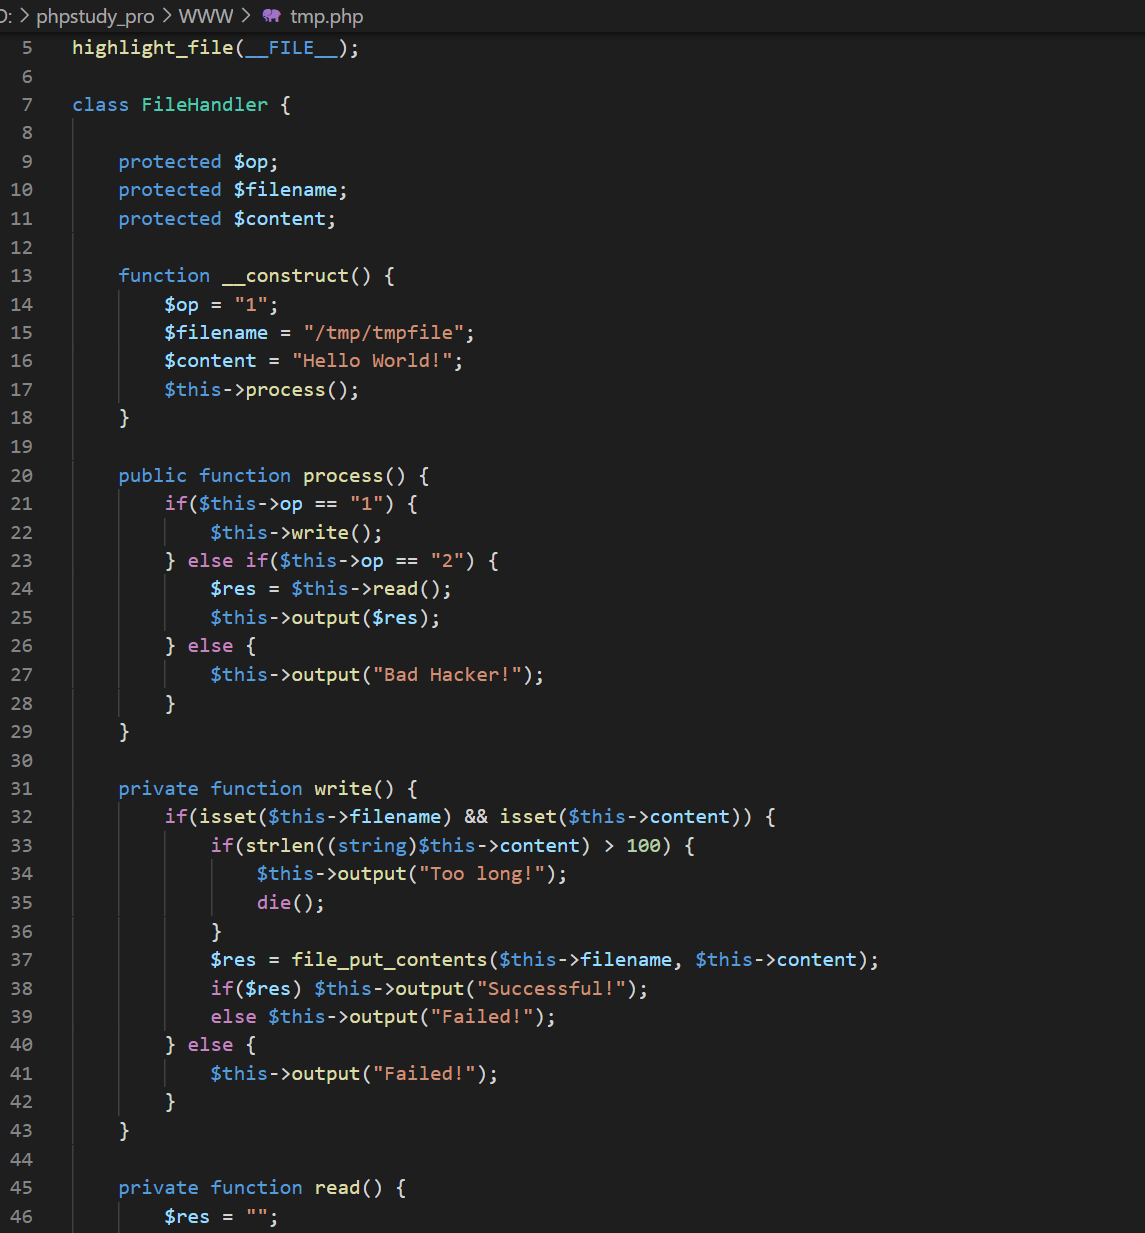 D: > phpstudy_pro > WWW > tmp.php
5 highlight_file(__FILE__);
6
7 class FileHandler {
8
9 protected $op;
10 protected $filename;
11 protected $content;
12
13 function __construct() {
14 $op = "1";
15 $filename = "/tmp/tmpfile";
16 $content = "Hello World!";
17 $this->process();
18 }
19
20 public function process() {
21 if($this->op == "1") {
22 $this->write();
23 } else if($this->op == "2") {
24 $res = $this->read();
25 $this->output($res);
26 } else {
27 $this->output("Bad Hacker!");
28 }
29 }
30
31 private function write() {
32 if(isset($this->filename) && isset($this->content)) {
33 if(strlen((string)$this->content) > 100) {
34 $this->output("Too long!");
35 die();
36 }
37 $res = file_put_contents($this->filename, $this->content);
38 if($res) $this->output("Successful!");
39 else $this->output("Failed!");
40 } else {
41 $this->output("Failed!");
42 }
43 }
44
45 private function read() {
46 $res = "";